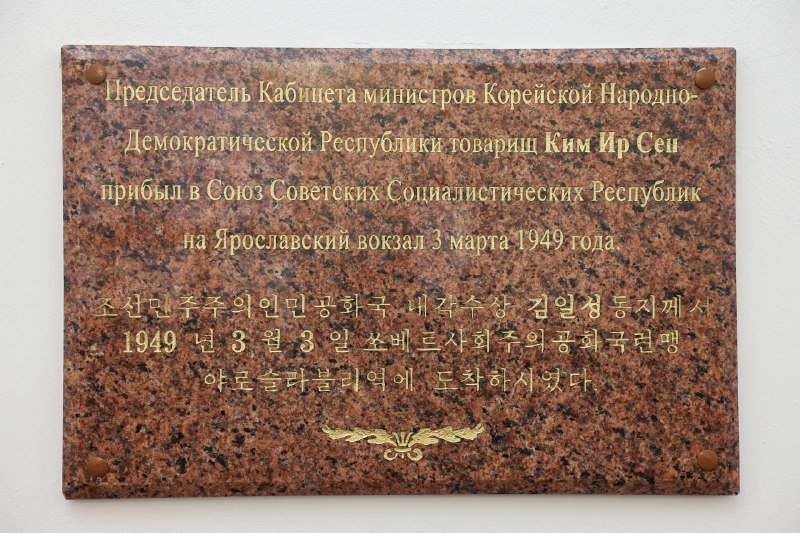 Председатель Кабинета министров Корейской Народно-
Демократической Республики товарищ Ким Ир Сен
прибыл в Союз Советских Социалистических Республик
на Ярославский вокзал 3 марта 1949 года.
조선민주주의인민공화국 내각수상 김일성동지께서
1949 년 3 월 3 일 쏘베트사회주의공화국련맹
야로슬라블리역에 도착하시였다.